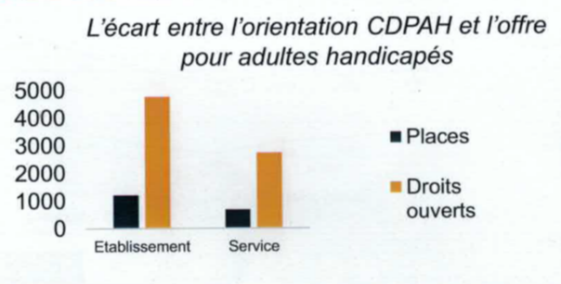 L'écart entre l'orientation CDPAH et l'offre
pour adultes handicapés
5000
4000
3000
2000
1000
0
Etablissement
Service
Places
Droits
ouverts